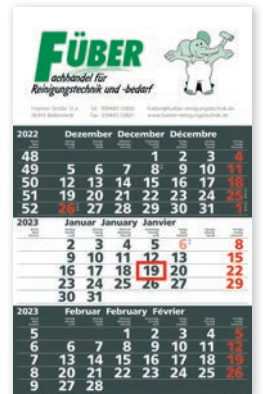 FÜBER
achhandel für
Reinigungstechnik und -bedarf
2022 Dezember December Décembre
48 1 2 3 4
49 5 6 7 8 9 10 11
50 12 13 14 15 16 17 18
51 19 20 21 22 23 24 25
52 26 27 28 29 30 31 1
2023 Januar January Janvier
2 3 4 5 6 8
9 10 11 12 13 15
16 17 18 19 20 22
23 24 25 26 27 29
30 31
2023 Februar February Février
5 1 2 3 4 5
6 6 7 8 9 10 11 12
7 13 14 15 16 17 18 19
8 20 21 22 23 24 25 26
9 27 28